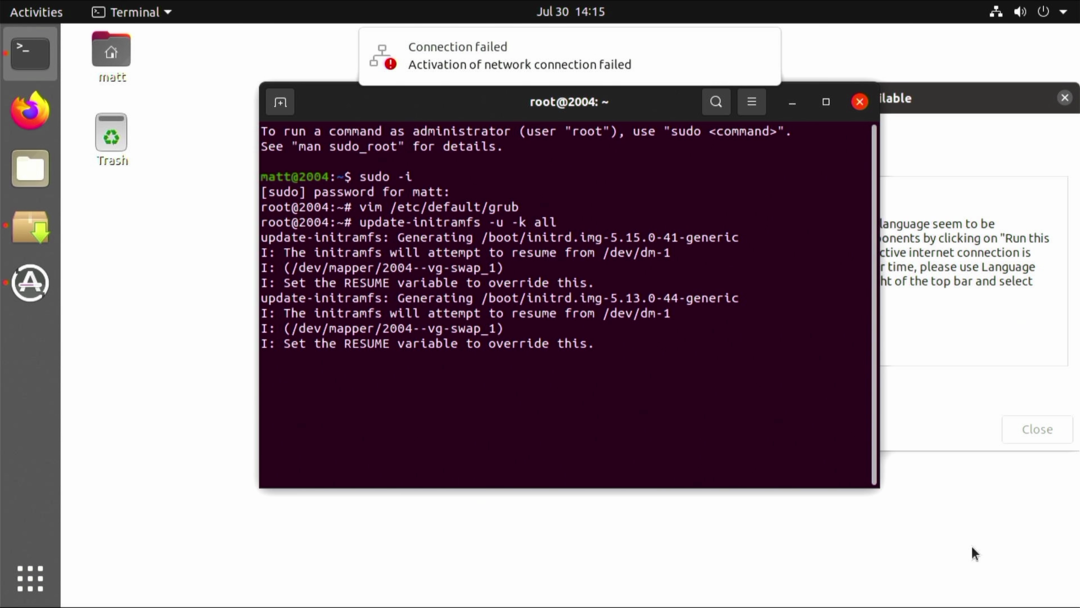 Activities
Terminal
Jul 30 14:15
matt
Trash
Connection failed
Activation of network connection failed
root@2004: ~
To run a command as administrator (user "root"), use "sudo <command>".
See "man sudo_root" for details.
matt@2004:~$ sudo -i
[sudo] password for matt:
root@2004:~# vim /etc/default/grub
root@2004:~# update-initramfs -u -k all
update-initramfs: Generating /boot/initrd.img-5.15.0-41-generic
I: The initramfs will attempt to resume from /dev/dm-1
I: (/dev/mapper/2004--vg-swap_1)
I: Set the RESUME variable to override this.
update-initramfs: Generating /boot/initrd.img-5.13.0-44-generic
I: The initramfs will attempt to resume from /dev/dm-1
I: (/dev/mapper/2004--vg-swap_1)
I: Set the RESUME variable to override this.
ilable
language seem to be
onents by clicking on "Run this
ctive internet connection is
r time, please use Language
ht of the top bar and select
Close